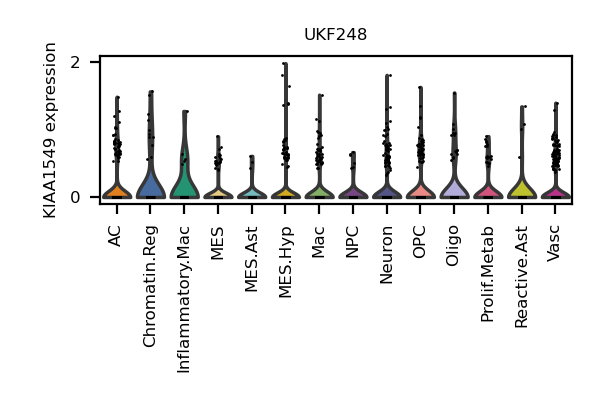 UKF248
KIAA1549 expression
2
0
AC
Chromatin.Reg
Inflammatory.Mac
MES
MES.Ast
MES.Hyp
Mac
NPC
Neuron
OPC
Oligo
Prolif.Metab
Reactive.Ast
Vasc